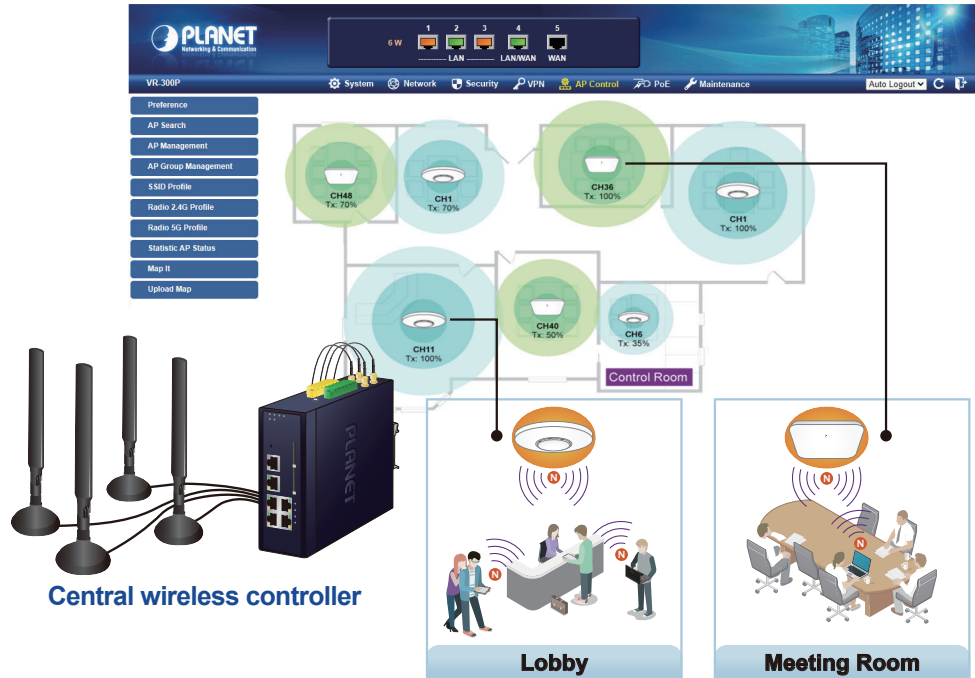 PLANET
Networking & Communication
1 2 3 4 5
6 W
---------- LAN ---------- LAN/WAN WAN
VR-300P
System Network Security VPN AP Control PoE Maintenance
Auto Logout
Preference
AP Search
AP Management
AP Group Management
SSID Profile
Radio 2.4G Profile
Radio 5G Profile
Statistic AP Status
Map It
Upload Map
CH48
Tx: 70%
CH1
Tx: 70%
CH36
Tx: 100%
CH1
Tx: 100%
CH11
Tx: 100%
CH40
Tx: 50%
CH6
Tx: 35%
Control Room
PLANET
Central wireless controller
N
N
N
Lobby
N
N
Meeting Room